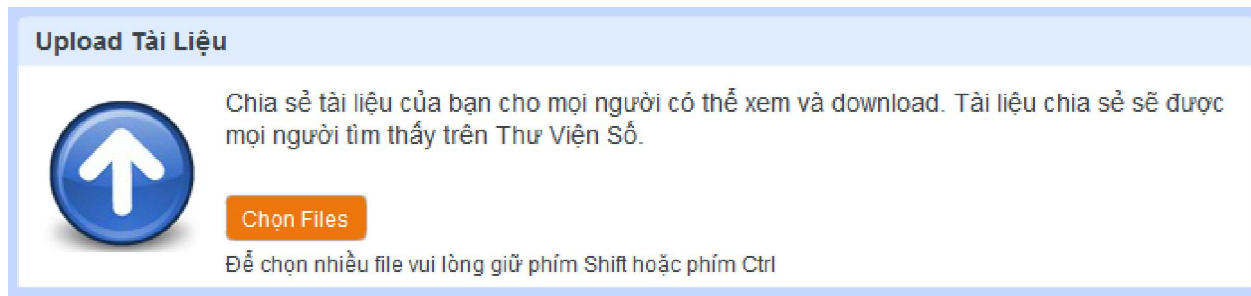 Upload Tài Liệu
Chia sẻ tài liệu của bạn cho mọi người có thể xem và download. Tài liệu chia sẻ sẽ được
mọi người tìm thấy trên Thư Viện Số.
Chọn Files
Để chọn nhiều file vui lòng giữ phím Shift hoặc phím Ctrl